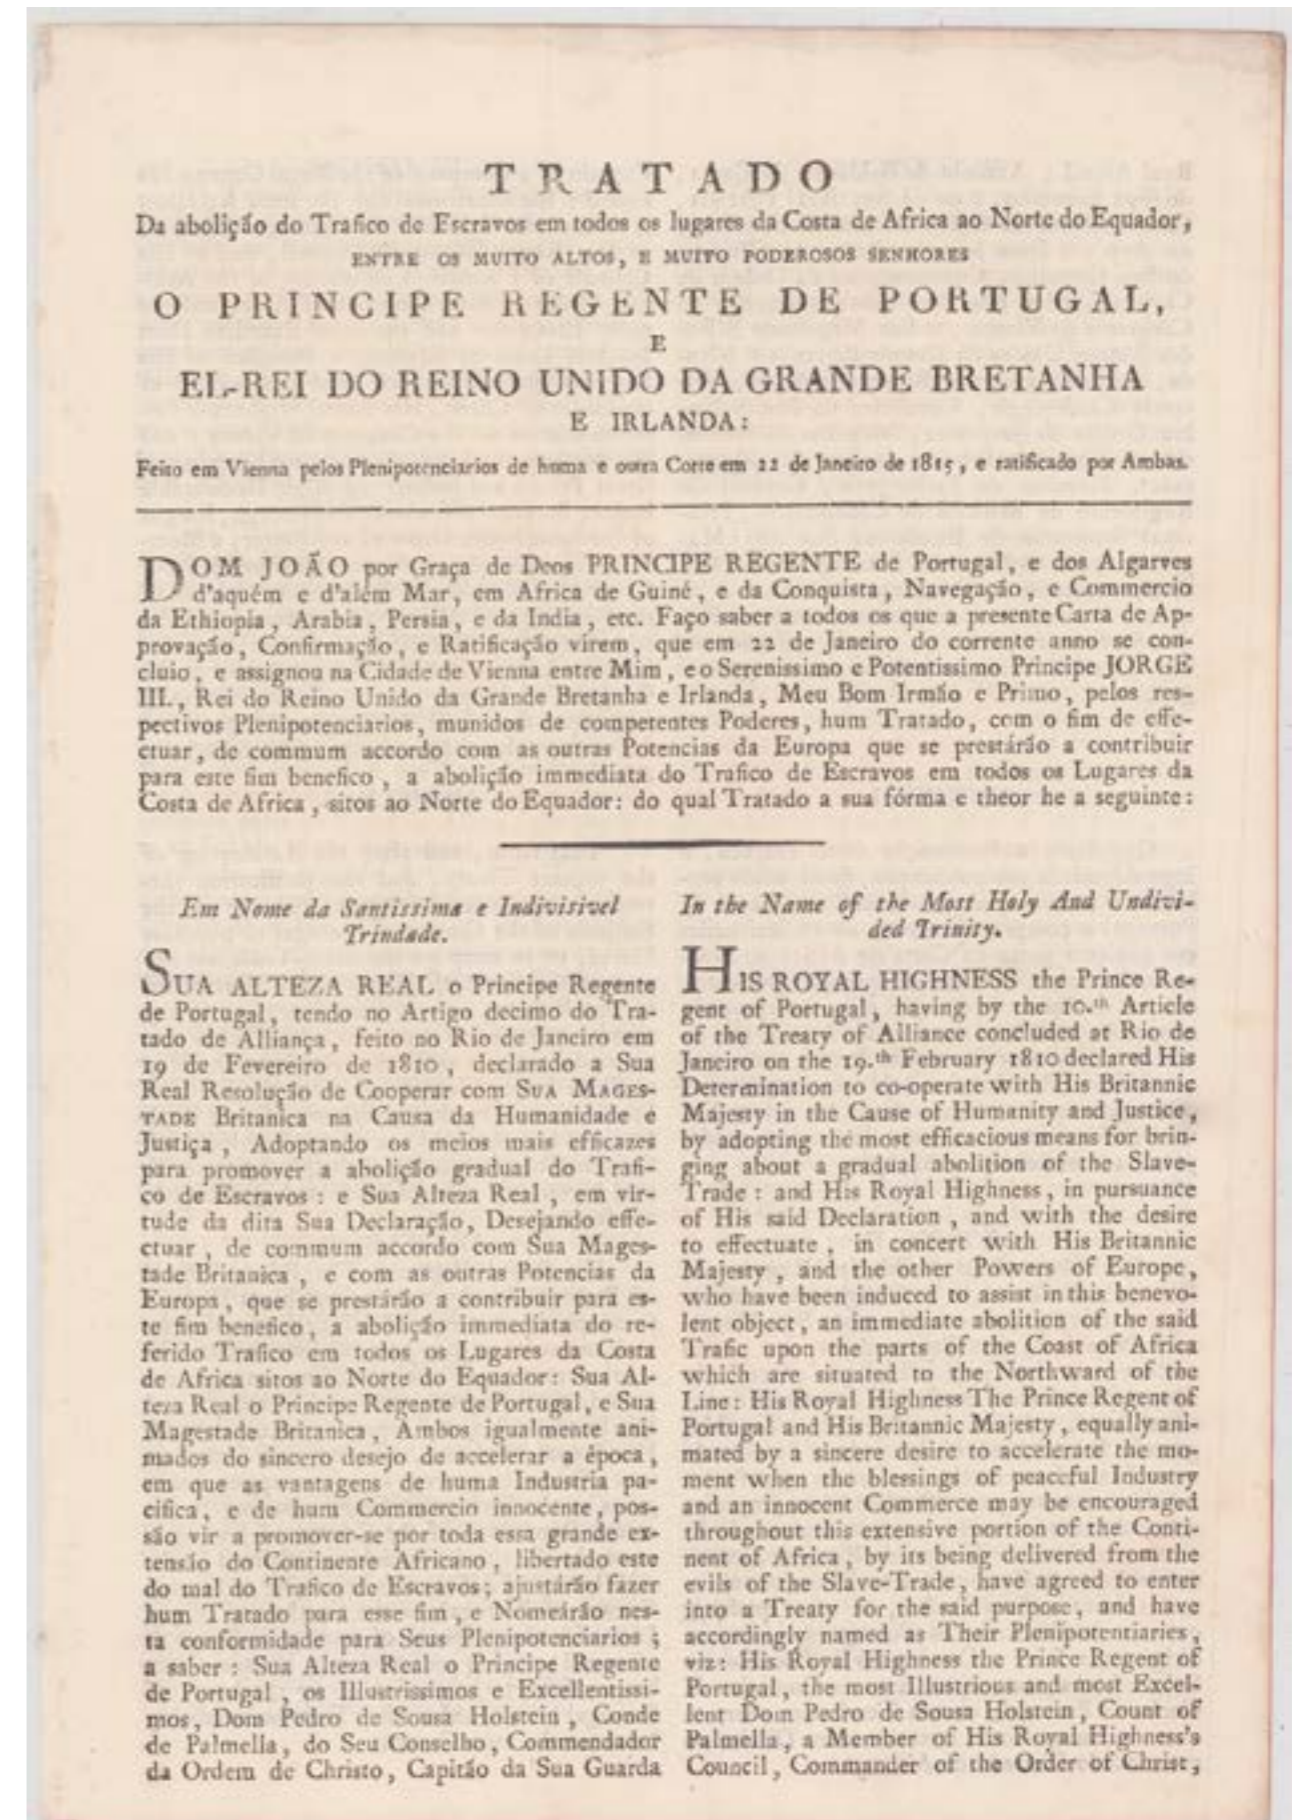 TRATADO
Da abolição do Trafico de Escravos em todos os lugares da Costa de Africa ao Norte do Equador,
ENTRE OS MUITO ALTOS, E MUITO PODEROSOS SENHORES
O PRINCIPE REGENTE DE PORTUGAL,
E
EL-REI DO REINO UNIDO DA GRANDE BRETANHA
E IRLANDA:
Feito em Vienna pelos Plenipotenciarios de huma e outra Corte em 22 de Janeiro de 1815, e ratificado por Ambas.
DOM JOÃO por Graça de Deos PRINCIPE REGENTE de Portugal, e dos Algarves
d'aquém e d'além Mar, em Africa de Guiné, e da Conquista, Navegação, e Commercio
da Ethiopia, Arabia, Persia, e da India, etc. Faço saber a todos os que a presente Carta de Ap-
provação, Confirmação, e Ratificação virem, que em 22 de Janeiro do corrente anno se con-
cluio, e assignou na Cidade de Vienna entre Mim, e o Serenissimo e Potentissimo Principe JORGE
III., Rei do Reino Unido da Grande Bretanha e Irlanda, Meu Bom Irmão e Primo, pelos res-
pectivos Plenipotenciarios, munidos de competentes Poderes, hum Tratado, com o fim de effe-
ctuar, de commum accordo com as outras Potencias da Europa que se prestárão a contribuir
para este fim benefico, a abolição immediata do Trafico de Escravos em todos os Lugares da
Costa de Africa, sitos ao Norte do Equador: do qual Tratado a sua fórma e theor he a seguinte:
Em Nome da Santissima e Indivisivel
Trindade.
SUA ALTEZA REAL o Principe Regente
de Portugal, tendo no Artigo decimo do Tra-
tado de Alliança, feito no Rio de Janeiro em
19 de Fevereiro de 1810, declarado a Sua
Real Resolução de Cooperar com SUA MAGES-
TADE Britanica na Causa da Humanidade e
Justiça, Adoptando os meios mais efficazes
para promover a abolição gradual do Trafi-
co de Escravos: e Sua Alteza Real, em vir-
tude da dita Sua Declaração, Desejando effe-
ctuar, de commum accordo com Sua Mages-
tade Britanica, e com as outras Potencias da
Europa, que se prestárão a contribuir para es-
te fim benefico, a abolição immediata do re-
ferido Trafico em todos os Lugares da Costa
de Africa sitos ao Norte do Equador: Sua Al-
teza Real o Principe Regente de Portugal, e Sua
Magestade Britanica, Ambos igualmente ani-
mados do sincero desejo de accelerar a época,
em que as vantagens de huma Industria pa-
cifica, e de hum Commercio innocente, pos-
são vir a promover-se por toda essa grande ex-
tensão do Continente Africano, libertado este
do mal do Trafico de Escravos; ajustárão fazer
hum Tratado para esse fim, e Nomeárão nes-
ta conformidade para Seus Plenipotenciarios;
a saber: Sua Alteza Real o Principe Regente
de Portugal, os Illustrissimos e Excellentissi-
mos, Dom Pedro de Sousa Holstein, Conde
de Palmella, do Seu Conselho, Commendador
da Ordem de Christo, Capitão da Sua Guarda
In the Name of the Most Holy And Undivi-
ded Trinity.
HIS ROYAL HIGHNESS the Prince Re-
gent of Portugal, having by the 10.th Article
of the Treaty of Alliance concluded at Rio de
Janeiro on the 19.th February 1810 declared His
Determination to co-operate with His Britannic
Majesty in the Cause of Humanity and Justice,
by adopting the most efficacious means for brin-
ging about a gradual abolition of the Slave-
Trade: and His Royal Highness, in pursuance
of His said Declaration, and with the desire
to effectuate, in concert with His Britannic
Majesty, and the other Powers of Europe,
who have been induced to assist in this benevo-
lent object, an immediate abolition of the said
Trafic upon the parts of the Coast of Africa
which are situated to the Northward of the
Line: His Royal Highness The Prince Regent of
Portugal and His Britannic Majesty, equally ani-
mated by a sincere desire to accelerate the mo-
ment when the blessings of peaceful Industry
and an innocent Commerce may be encouraged
throughout this extensive portion of the Conti-
nent of Africa, by its being delivered from the
evils of the Slave-Trade, have agreed to enter
into a Treaty for the said purpose, and have
accordingly named as Their Plenipotentiaries,
viz: His Royal Highness the Prince Regent of
Portugal, the most Illustrious and most Excel-
lent Dom Pedro de Sousa Holstein, Count of
Palmella, a Member of His Royal Highness's
Council, Commander of the Order of Christ,